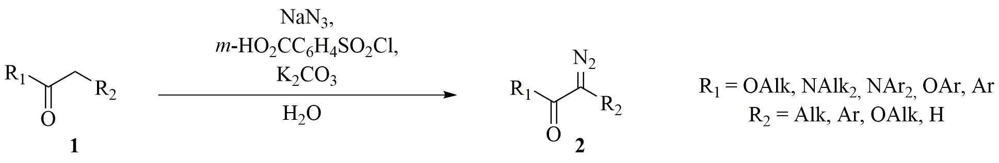 NaN₃,
m-HO₂CC₆H₄SO₂Cl,
K₂CO₃
H₂O
R₁
R₂
O
1
N₂
R₁
R₂
O
2
R₁ = OAlk, NAlk₂, NAr₂, OAr, Ar
R₂ = Alk, Ar, OAlk, H